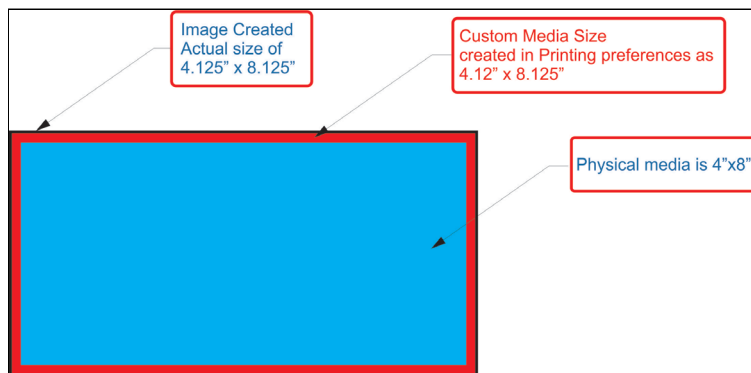 Image Created
Actual size of
4.125” x 8.125”
Custom Media Size
created in Printing preferences as
4.12” x 8.125”
Physical media is 4”x8”